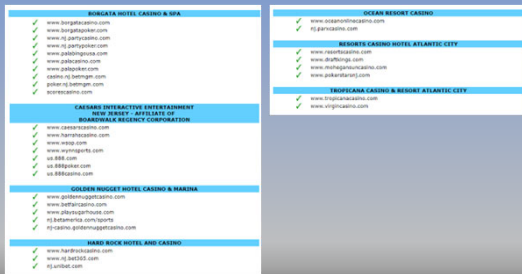 BORGATA HOTEL CASINO & SPA
www.borgatacasino.com
www.borgatapoker.com
www.nj.partycasino.com
www.nj.partypoker.com
www.palabingousa.com
www.palacasino.com
www.palapoker.com
casino.nj.betmgm.com
poker.nj.betmgm.com
scorescasino.com
CAESARS INTERACTIVE ENTERTAINMENT
NEW JERSEY - AFFILIATE OF
BOARDWALK REGENCY CORPORATION
www.caesarscasino.com
www.harrahscasino.com
www.wsop.com
www.wynnsports.com
us.888.com
us.888poker.com
us.888casino.com
GOLDEN NUGGET HOTEL CASINO & MARINA
www.goldennuggetcasino.com
www.betfaircasino.com
www.playsugarhouse.com
nj.betamerica.com/sports
nj-casino.goldennuggetcasino.com
HARD ROCK HOTEL AND CASINO
www.hardrockcasino.com
www.nj.bet365.com
nj.unibet.com
OCEAN RESORT CASINO
www.oceanonlinecasino.com
nj.parxcasino.com
RESORTS CASINO HOTEL ATLANTIC CITY
www.resortscasino.com
www.draftkings.com
www.mohegansuncasino.com
www.pokerstarsnj.com
TROPICANA CASINO & RESORT ATLANTIC CITY
www.tropicanacasino.com
www.virgincasino.com